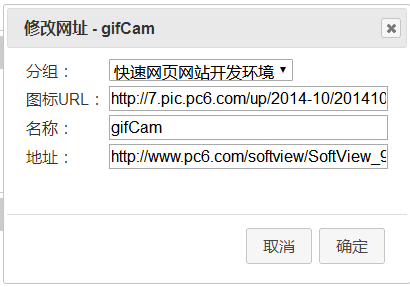 修改网址 - gifCam
分组：
快速网页网站开发环境
图标URL：
http://7.pic.pc6.com/up/2014-10/201410
名称：
gifCam
地址：
http://www.pc6.com/softview/SoftView_9
取消
确定